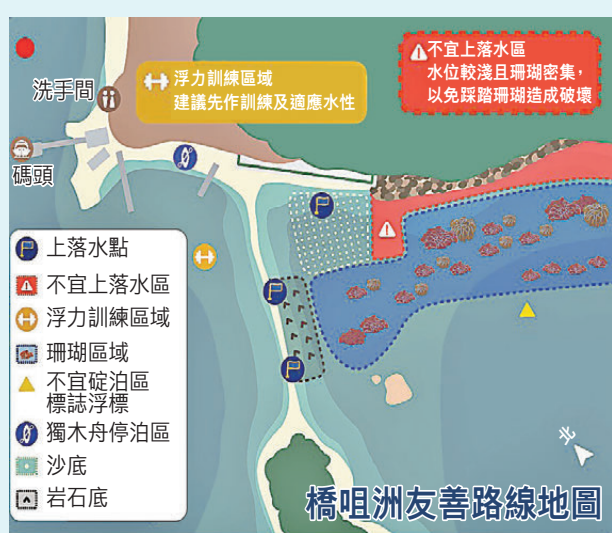 不宜上落水區
水位較淺且珊瑚密集，
以免踩踏珊瑚造成破壞
浮力訓練區域
建議先作訓練及適應水性
洗手間
碼頭
上落水點
不宜上落水區
浮力訓練區域
珊瑚區域
不宜碇泊區
標誌浮標
獨木舟停泊區
沙底
岩石底
北
橋咀洲友善路線地圖